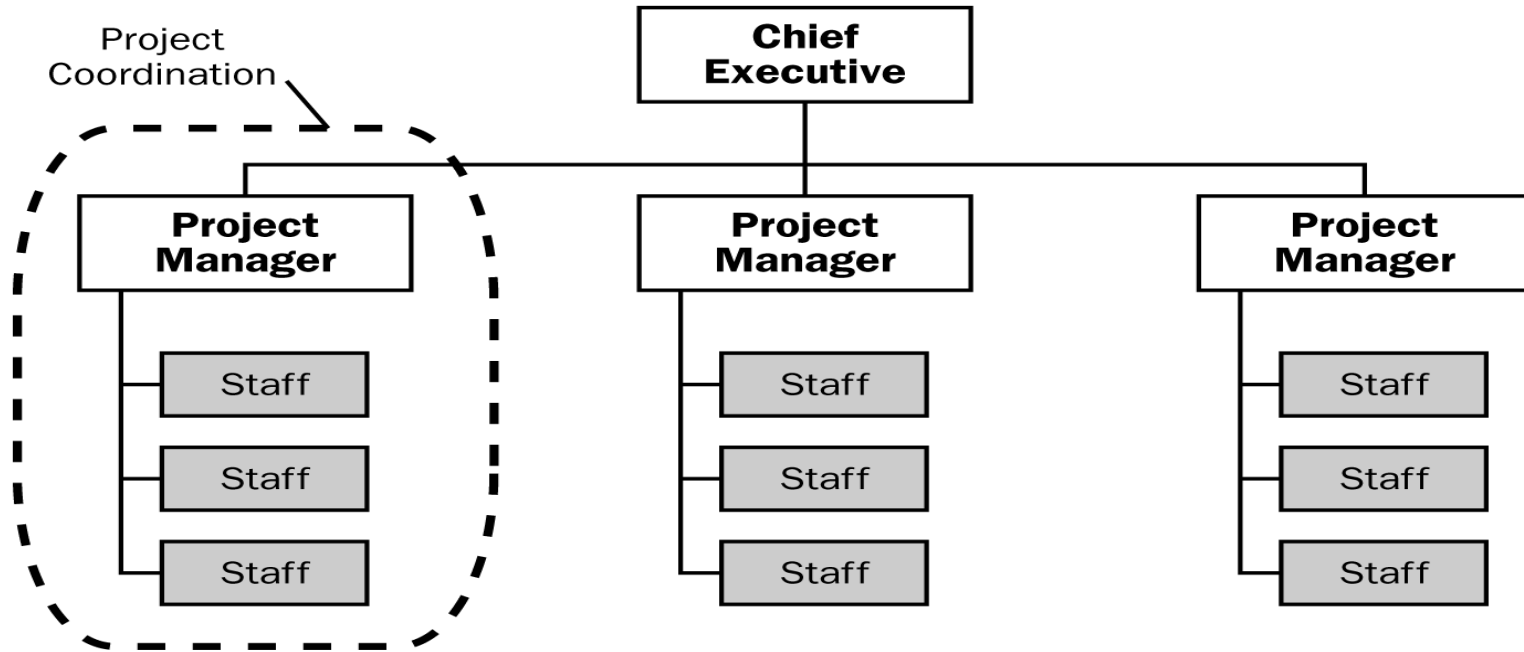 Project
Coordination
Chief
Executive
Project
Manager
Project
Manager
Project
Manager
Staff
Staff
Staff
Staff
Staff
Staff
Staff
Staff
Staff